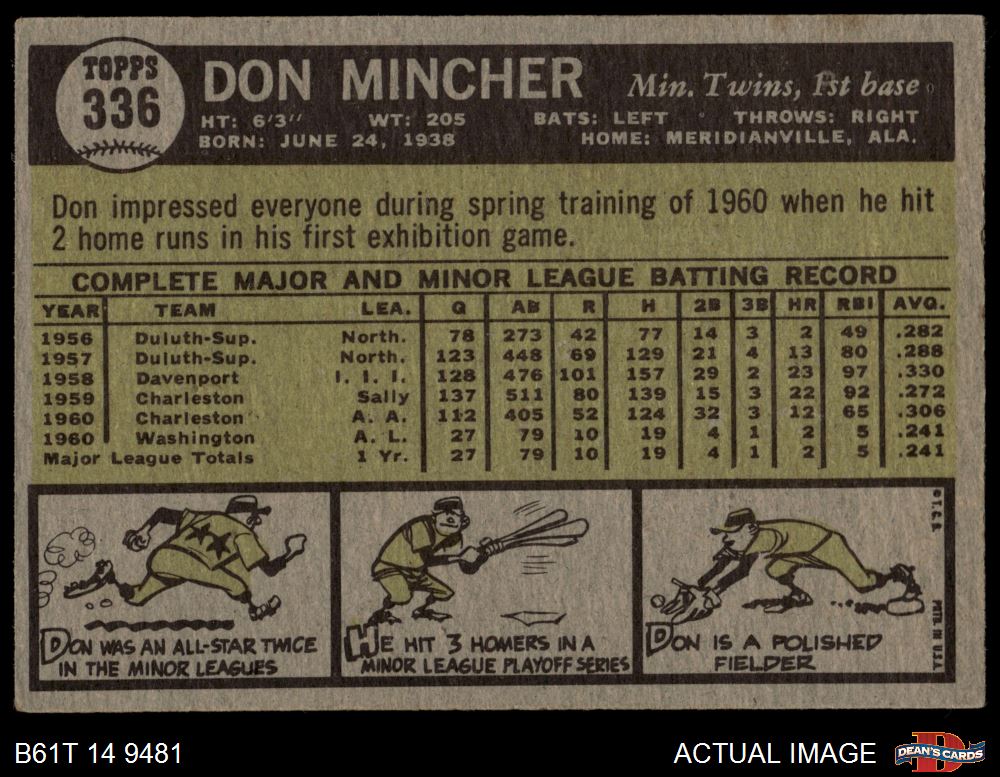 TOPPS
336
DON MINCHER
Min. Twins, 1st base
HT: 6'3" WT: 205 BATS: LEFT THROWS: RIGHT
BORN: JUNE 24, 1938 HOME: MERIDIANVILLE, ALA.
Don impressed everyone during spring training of 1960 when he hit
2 home runs in his first exhibition game.
COMPLETE MAJOR AND MINOR LEAGUE BATTING RECORD
YEAR TEAM LEA. G AB R H 2B 3B HR RBI AVG.
1956 Duluth-Sup. North. 78 273 42 77 14 3 2 49 .282
1957 Duluth-Sup. North. 123 448 69 129 21 4 13 80 .288
1958 Davenport I. I. I. 128 476 101 157 29 2 23 97 .330
1959 Charleston Sally 137 511 80 139 15 3 22 92 .272
1960 Charleston A. A. 112 405 52 124 32 3 12 65 .306
1960 Washington A. L. 27 79 10 19 4 1 2 5 .241
Major League Totals 1 Yr. 27 79 10 19 4 1 2 5 .241
DON WAS AN ALL-STAR TWICE
IN THE MINOR LEAGUES
HE HIT 3 HOMERS IN A
MINOR LEAGUE PLAYOFF SERIES
DON IS A POLISHED
FIELDER
© T.C.G.
PRTD. IN U.S.A.
B61T 14 9481
ACTUAL IMAGE
D
DEAN'S CARDS